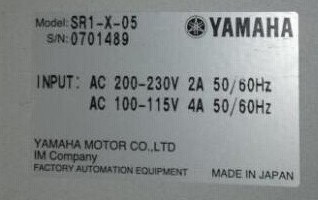 Model: SR1-X-05
S/N: 0701489
YAMAHA
INPUT: AC 200-230V 2A 50/60Hz
AC 100-115V 4A 50/60Hz
YAMAHA MOTOR CO.,LTD
IM Company
FACTORY AUTOMATION EQUIPMENT
MADE IN JAPAN